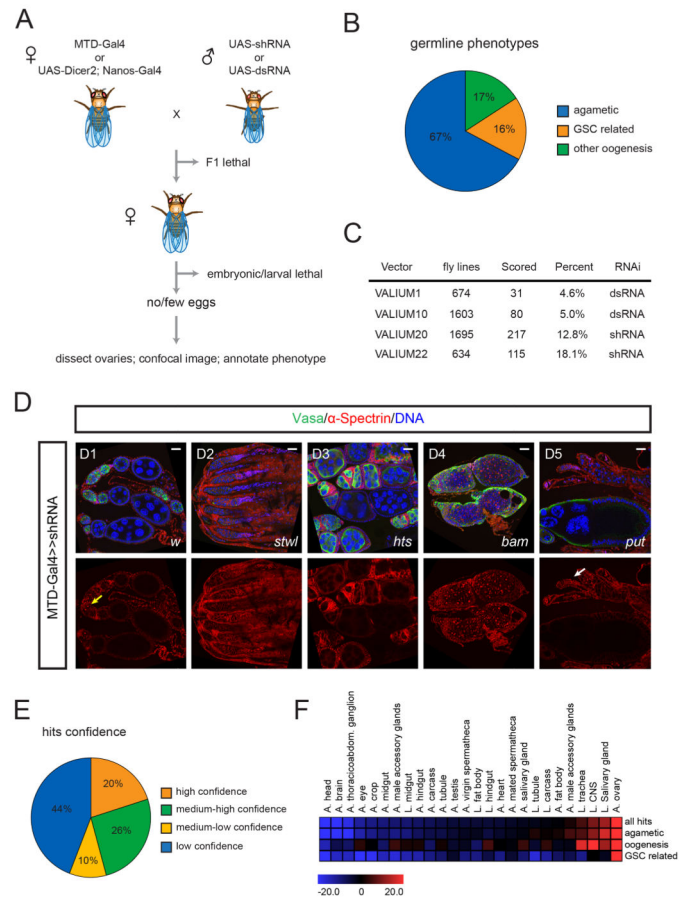 A
♀
MTD-Gal4
or
UAS-Dicer2; Nanos-Gal4
♂
UAS-shRNA
or
UAS-dsRNA
x
F1 lethal
♀
embryonic/larval lethal
no/few eggs
dissect ovaries; confocal image; annotate phenotype
B
germline phenotypes
17%
16%
67%
agametic
GSC related
other oogenesis
C
Vector fly lines Scored Percent RNAi
VALIUM1 674 31 4.6% dsRNA
VALIUM10 1603 80 5.0% dsRNA
VALIUM20 1695 217 12.8% shRNA
VALIUM22 634 115 18.1% shRNA
D
Vasa/α-Spectrin/DNA
MTD-Gal4>>shRNA
D1
w
D2
stwl
D3
hts
D4
bam
D5
put
E
hits confidence
20%
26%
10%
44%
high confidence
medium-high confidence
medium-low confidence
low confidence
F
A. head
A. brain
A. thoracicoabdom. ganglion
A. eye
A. crop
A. midgut
A. male accessory glands
L. midgut
A. hindgut
A. carcass
A. tubule
A. testis
A. virgin spermatheca
L. fat body
L. hindgut
A. heart
A. mated spermatheca
A. salivary gland
L. tubule
L. carcass
A. fat body
A. male accessory glands
L. trachea
L. CNS
L. Salivary gland
A. ovary
all hits
agametic
oogenesis
GSC related
-20.0 0 20.0